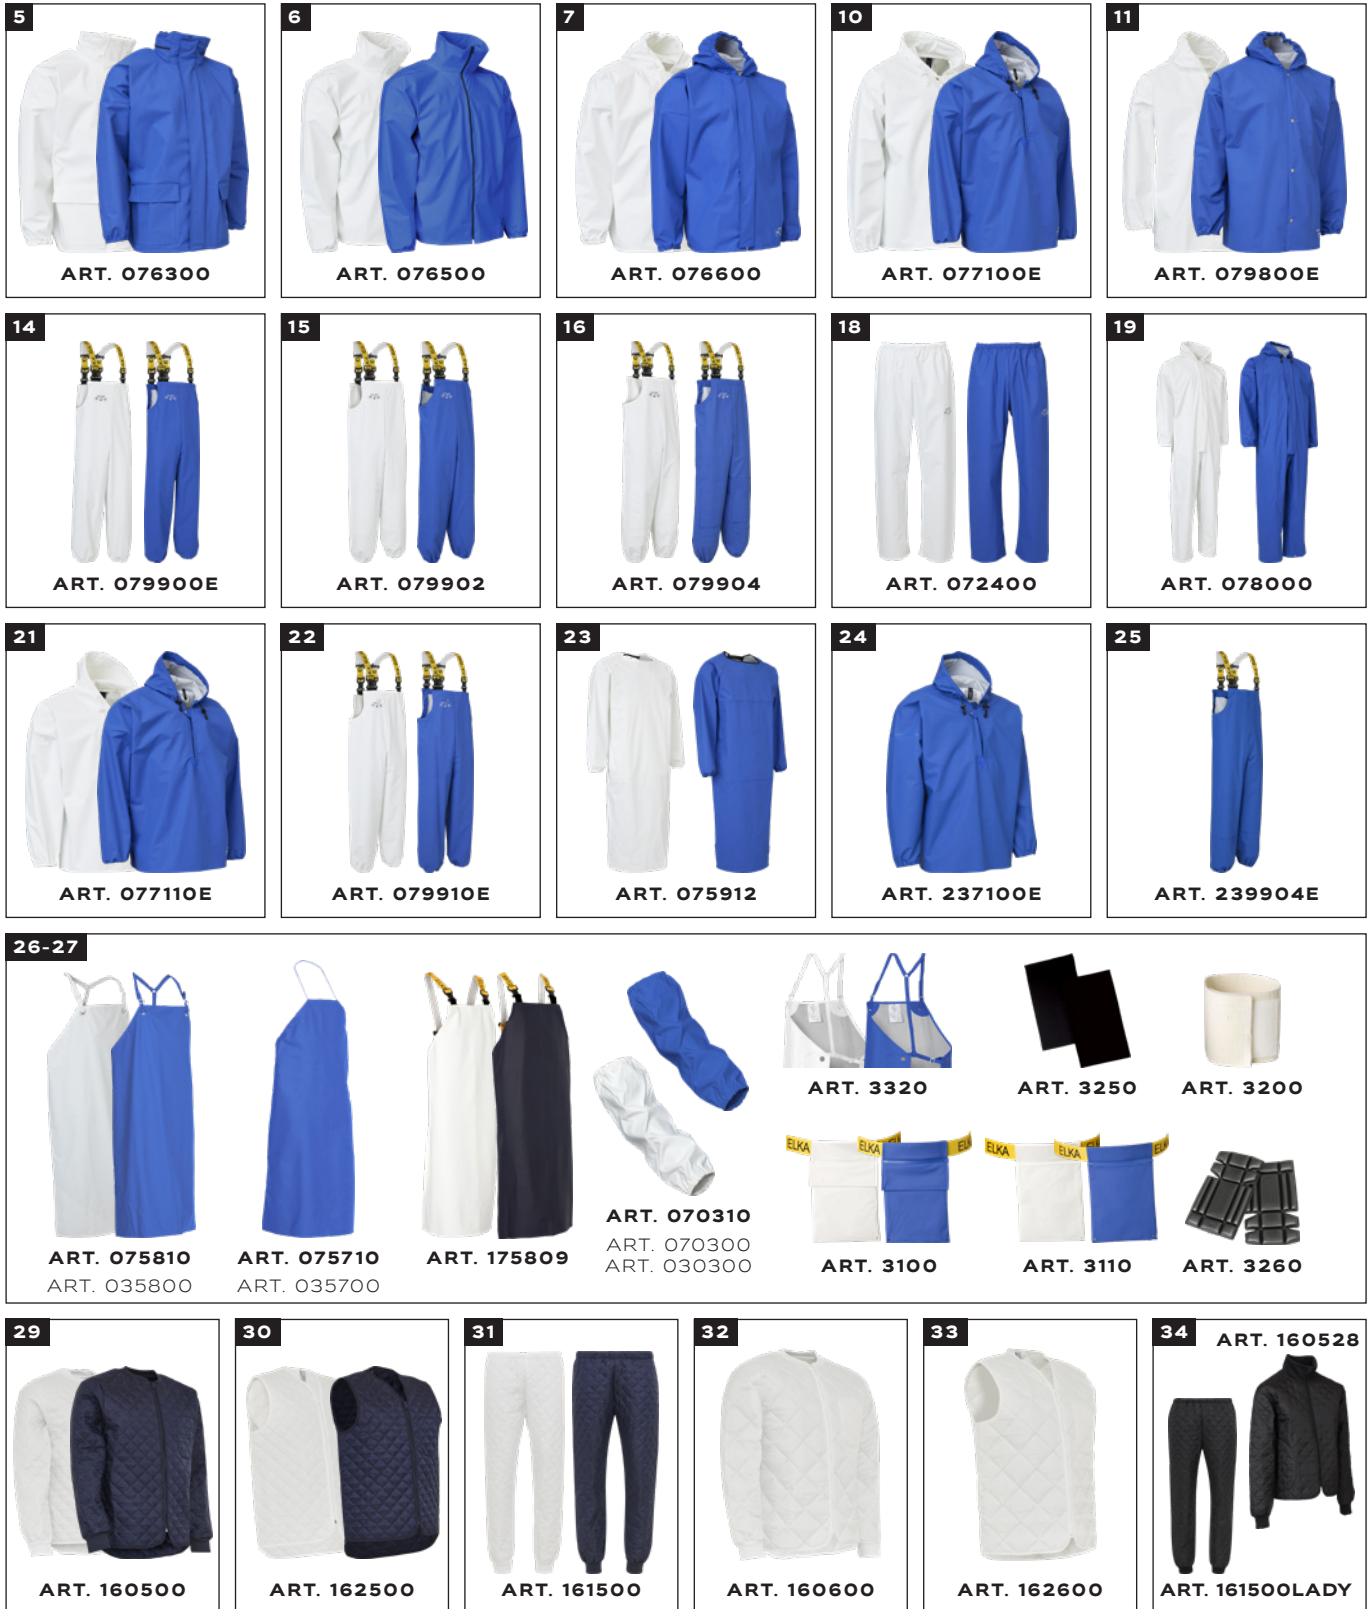 5
ART. 076300
6
ART. 076500
7
ART. 076600
10
ART. 077100E
11
ART. 079800E
14
ART. 079900E
15
ART. 079902
16
ART. 079904
18
ART. 072400
19
ART. 078000
21
ART. 077110E
22
ART. 079910E
23
ART. 075912
24
ART. 237100E
25
ART. 239904E
26-27
ART. 075810
ART. 035800
ART. 075710
ART. 035700
ART. 175809
ART. 070310
ART. 070300
ART. 030300
ART. 3320
ART. 3250
ART. 3200
ELKA ELKA
ART. 3100
ELKA ELKA
ART. 3110
ART. 3260
29
ART. 160500
30
ART. 162500
31
ART. 161500
32
ART. 160600
33
ART. 162600
34
ART. 160528
ART. 161500LADY